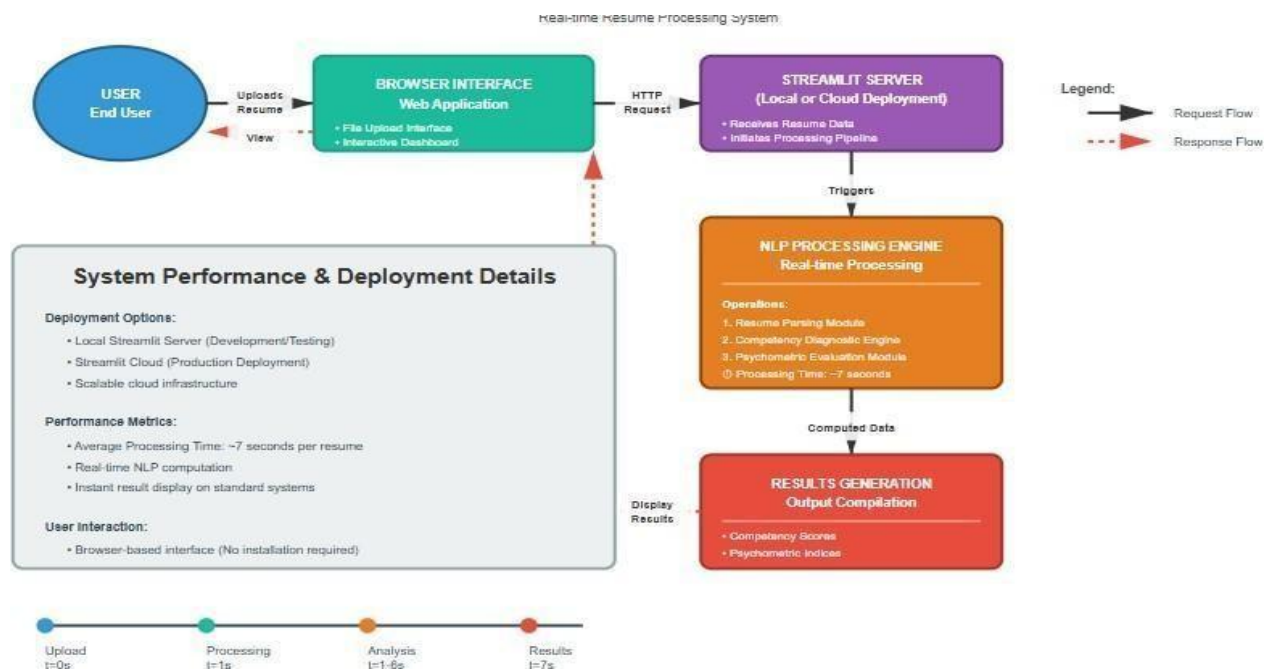 Real-time Resume Processing System
USER
End User
Uploads
Resume
View
BROWSER INTERFACE
Web Application
• File Upload Interface
• Interactive Dashboard
HTTP
Request
STREAMLIT SERVER
(Local or Cloud Deployment)
• Receives Resume Data
• Initiates Processing Pipeline
Legend:
Request Flow
Response Flow
Triggers
NLP PROCESSING ENGINE
Real-time Processing
Operations:
1. Resume Parsing Module
2. Competency Diagnostic Engine
3. Psychometric Evaluation Module
⏱ Processing Time: ~7 seconds
Computed Data
RESULTS GENERATION
Output Compilation
• Competency Scores
• Psychometric Indices
Display
Results
System Performance & Deployment Details
Deployment Options:
• Local Streamlit Server (Development/Testing)
• Streamlit Cloud (Production Deployment)
• Scalable cloud infrastructure
Performance Metrics:
• Average Processing Time: ~7 seconds per resume
• Real-time NLP computation
• Instant result display on standard systems
User Interaction:
• Browser-based interface (No installation required)
Upload
t=0s
Processing
t=1s
Analysis
t=1-6s
Results
t=7s